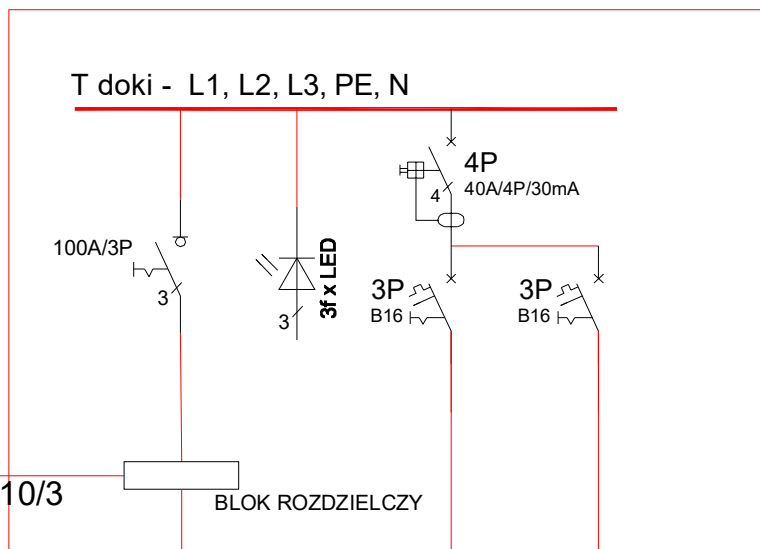 T doki - L1, L2, L3, PE, N
4P
40A/4P/30mA
4
100A/3P
3
3f x LED
3
3P
B16
3P
B16
10/3
BLOK ROZDZIELCZY